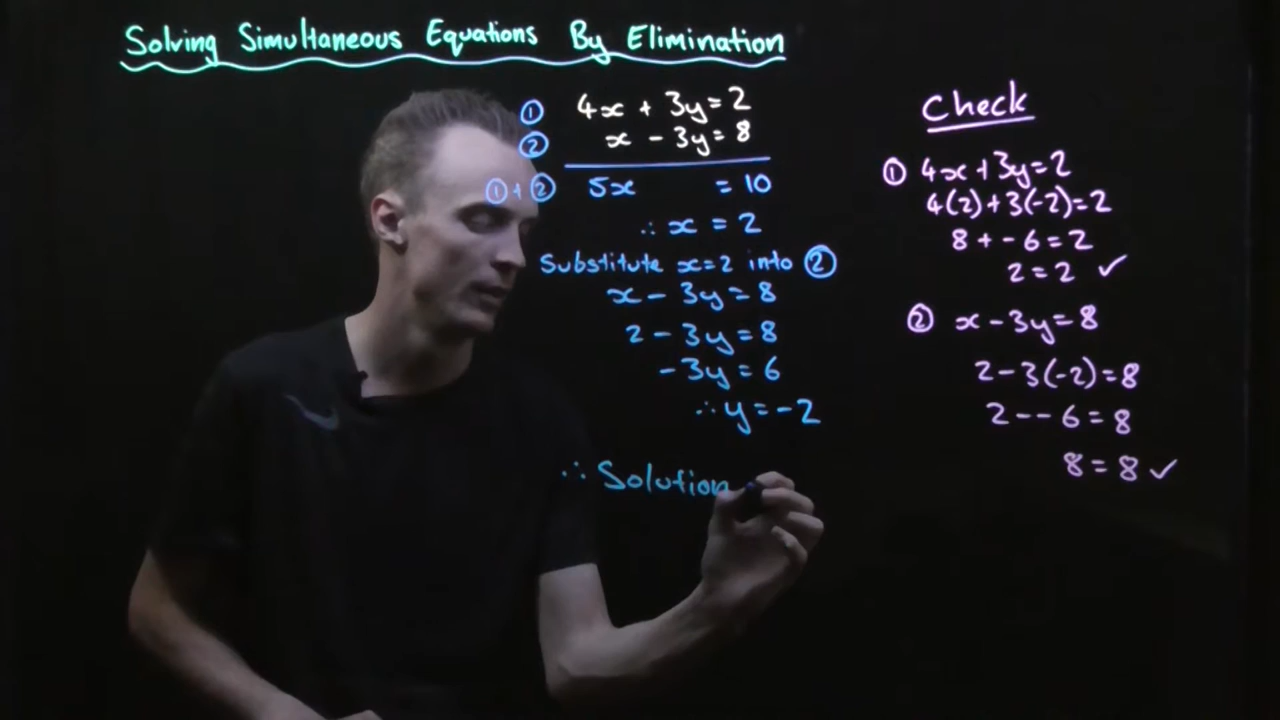 Solving Simultaneous Equations By Elimination
① 4x + 3y = 2
② x - 3y = 8
①+② 5x = 10
∴ x = 2
Substitute x=2 into ②
x - 3y = 8
2 - 3y = 8
-3y = 6
∴ y = -2
∴ Solution
Check
① 4x + 3y = 2
4(2) + 3(-2) = 2
8 + -6 = 2
2 = 2 ✓
② x - 3y = 8
2 - 3(-2) = 8
2 - - 6 = 8
8 = 8 ✓